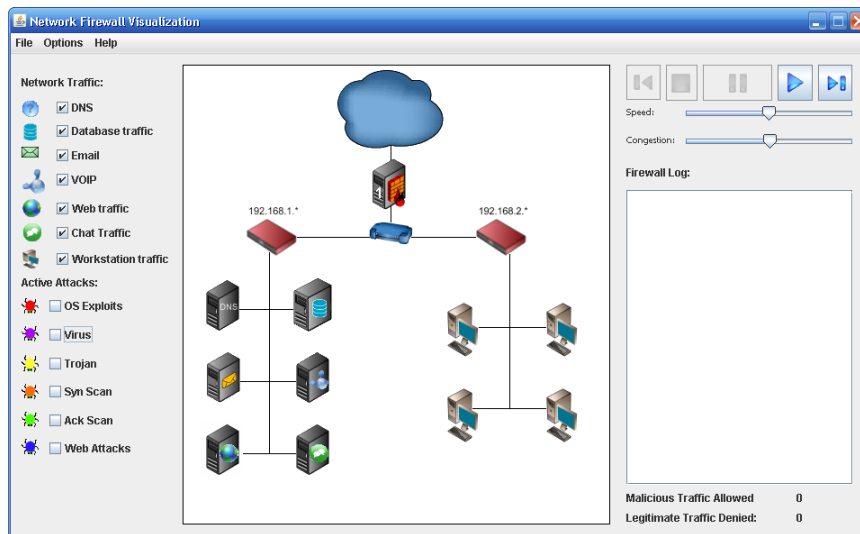 Network Firewall Visualization
File Options Help
Network Traffic:
DNS
Database traffic
Email
VOIP
Web traffic
Chat Traffic
Workstation traffic
Active Attacks:
OS Exploits
Virus
Trojan
Syn Scan
Ack Scan
Web Attacks
1
192.168.1.*
192.168.2.*
DNS
Speed:
Congestion:
Firewall Log:
Malicious Traffic Allowed 0
Legitimate Traffic Denied: 0